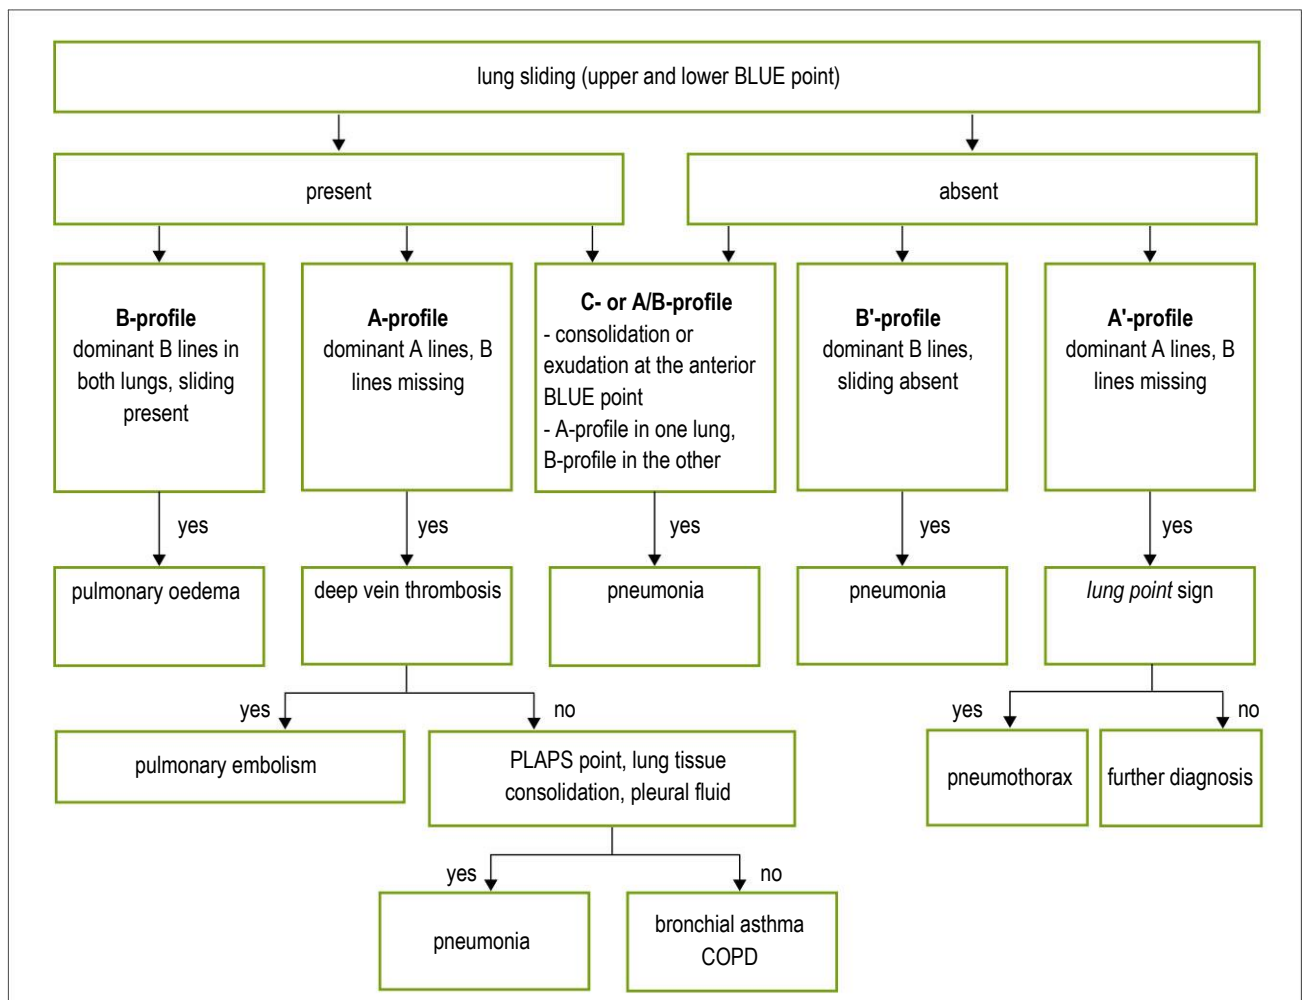 lung sliding (upper and lower BLUE point)
present
absent
B-profile
dominant B lines in
both lungs, sliding
present
A-profile
dominant A lines, B
lines missing
C- or A/B-profile
- consolidation or
exudation at the anterior
BLUE point
- A-profile in one lung,
B-profile in the other
B'-profile
dominant B lines,
sliding absent
A'-profile
dominant A lines, B
lines missing
yes
yes
yes
yes
yes
pulmonary oedema
deep vein thrombosis
pneumonia
pneumonia
lung point sign
yes
no
yes
no
pulmonary embolism
PLAPS point, lung tissue
consolidation, pleural fluid
pneumothorax
further diagnosis
yes
no
pneumonia
bronchial asthma
COPD